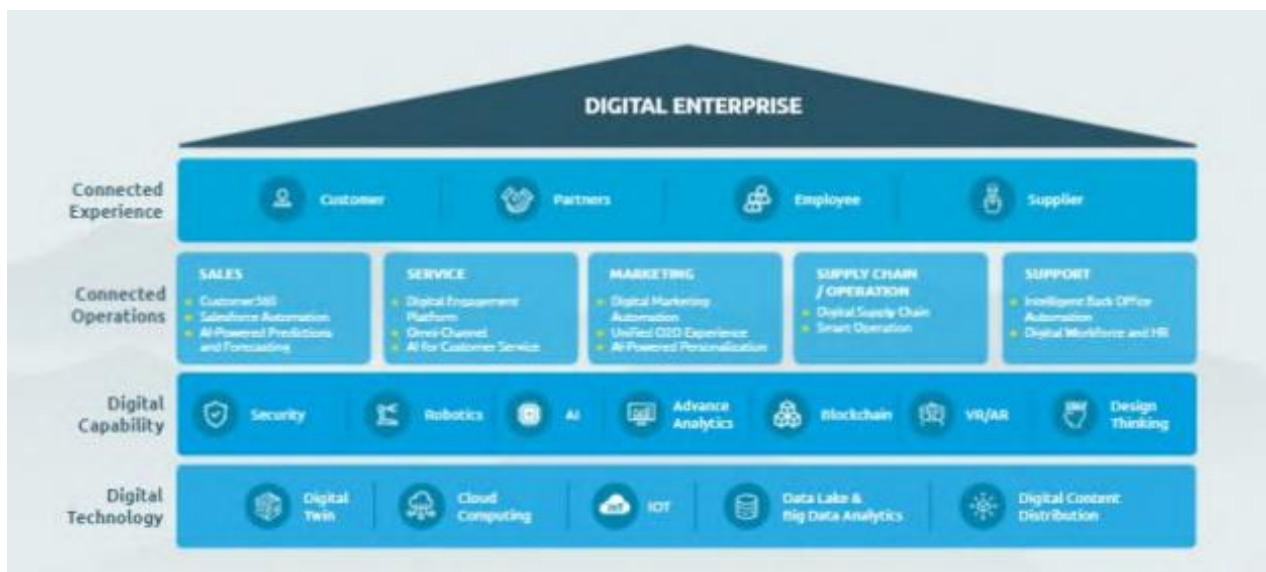 DIGITAL ENTERPRISE
Connected
Experience
Customer
Partners
Employee
Supplier
Connected
Operations
SALES
Customer360
Salesforce Automation
AI-Powered Predictions
and Forecasting
SERVICE
Digital Engagement
Platform
Omni Channel
AI for Customer Service
MARKETING
Digital Marketing
Automation
Unified O2O Experience
AI-Powered Personalization
SUPPLY CHAIN
/ OPERATION
Digital Supply Chain
Smart Operation
SUPPORT
Intelligent Back Office
Automation
Digital Workforce and HR
Digital
Capability
Security
Robotics
AI
Advance
Analytics
Blockchain
VR/AR
Design
Thinking
Digital
Technology
Digital
Twin
Cloud
Computing
IOT
Data Lake &
Big Data Analytics
Digital Content
Distribution